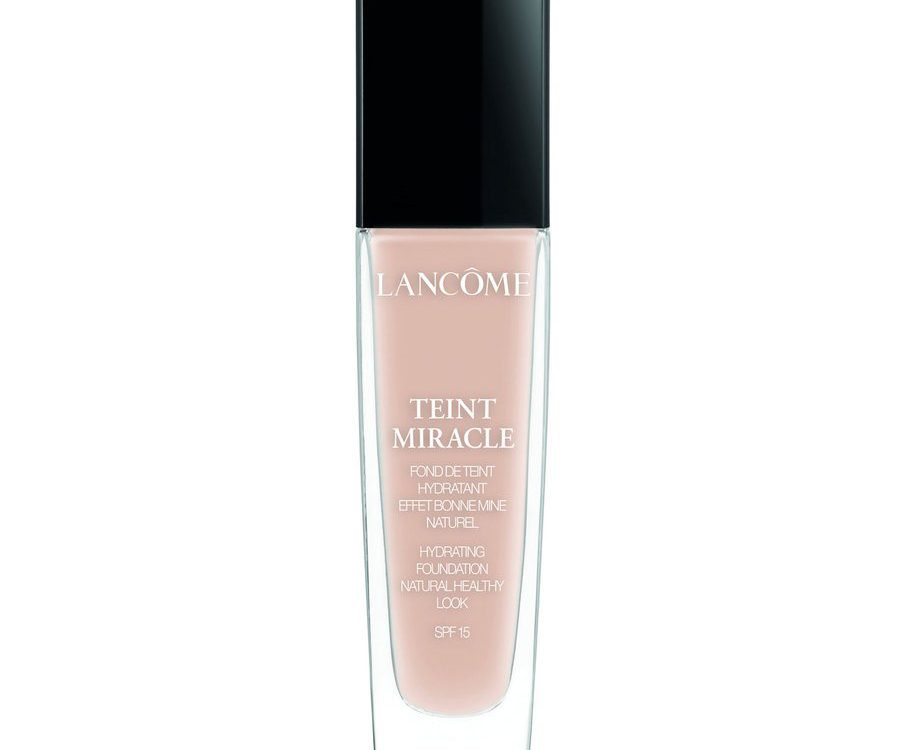 LANCÔME
TEINT
MIRACLE
FOND DE TEINT
HYDRATANT
EFFET BONNE MINE
NATUREL
HYDRATING
FOUNDATION
NATURAL HEALTHY
LOOK
SPF 15